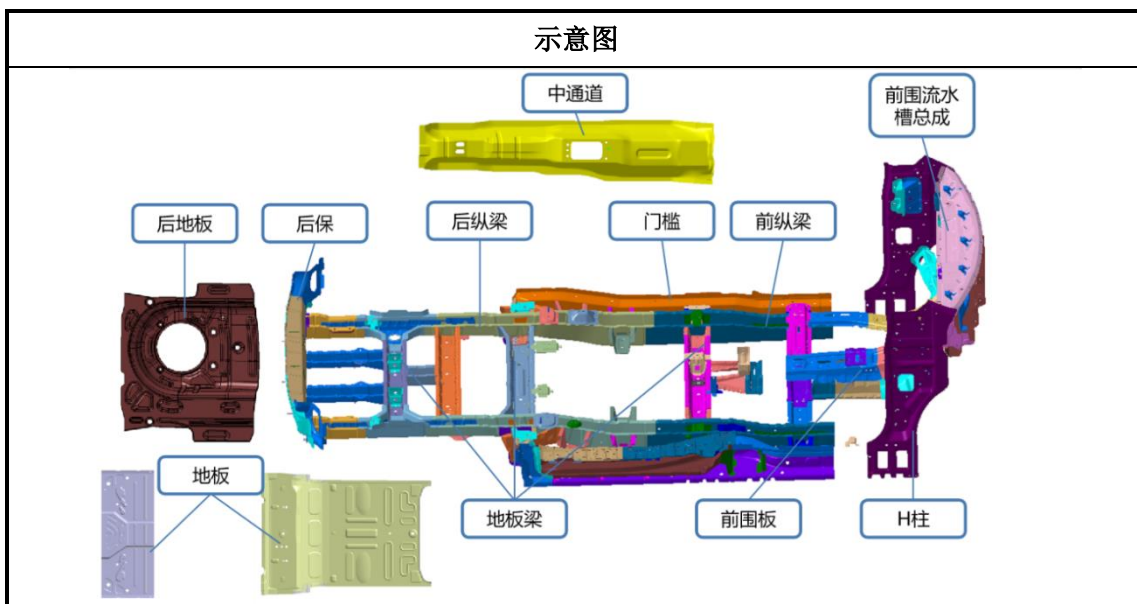 示意图
中通道
前围流水
槽总成
后地板
后保
后纵梁
门槛
前纵梁
地板
地板梁
前围板
H柱